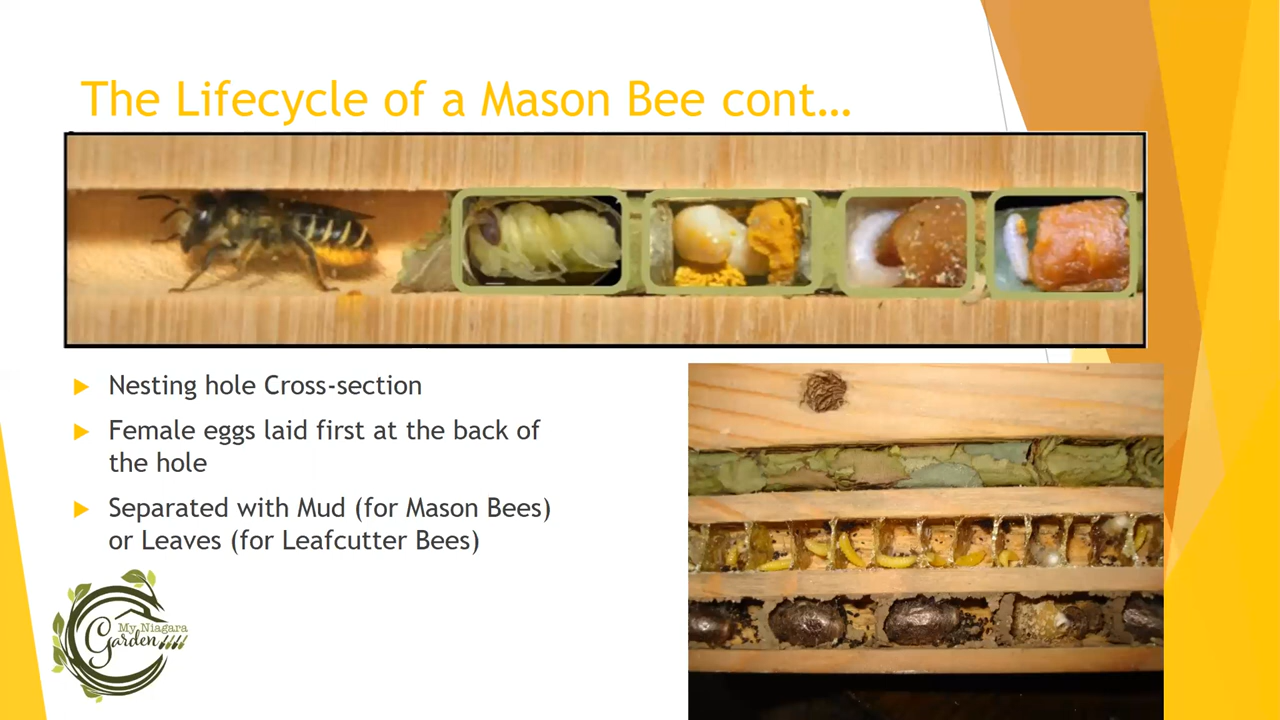 The Lifecycle of a Mason Bee cont…
Nesting hole Cross-section
Female eggs laid first at the back of
the hole
Separated with Mud (for Mason Bees)
or Leaves (for Leafcutter Bees)
My Niagara
Garden